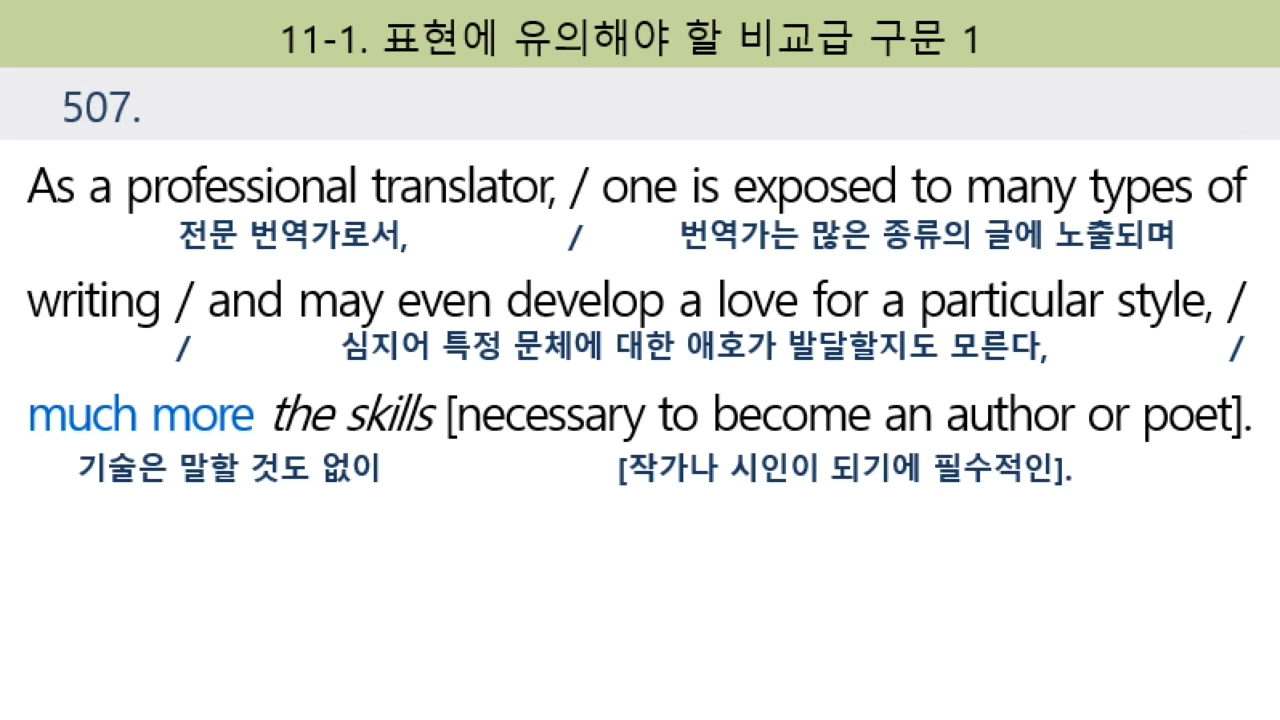 11-1. 표현에 유의해야 할 비교급 구문 1
507.
As a professional translator, / one is exposed to many types of
전문 번역가로서, / 번역가는 많은 종류의 글에 노출되며
writing / and may even develop a love for a particular style, /
/ 심지어 특정 문체에 대한 애호가 발달할지도 모른다, /
much more the skills [necessary to become an author or poet].
기술은 말할 것도 없이 [작가나 시인이 되기에 필수적인].